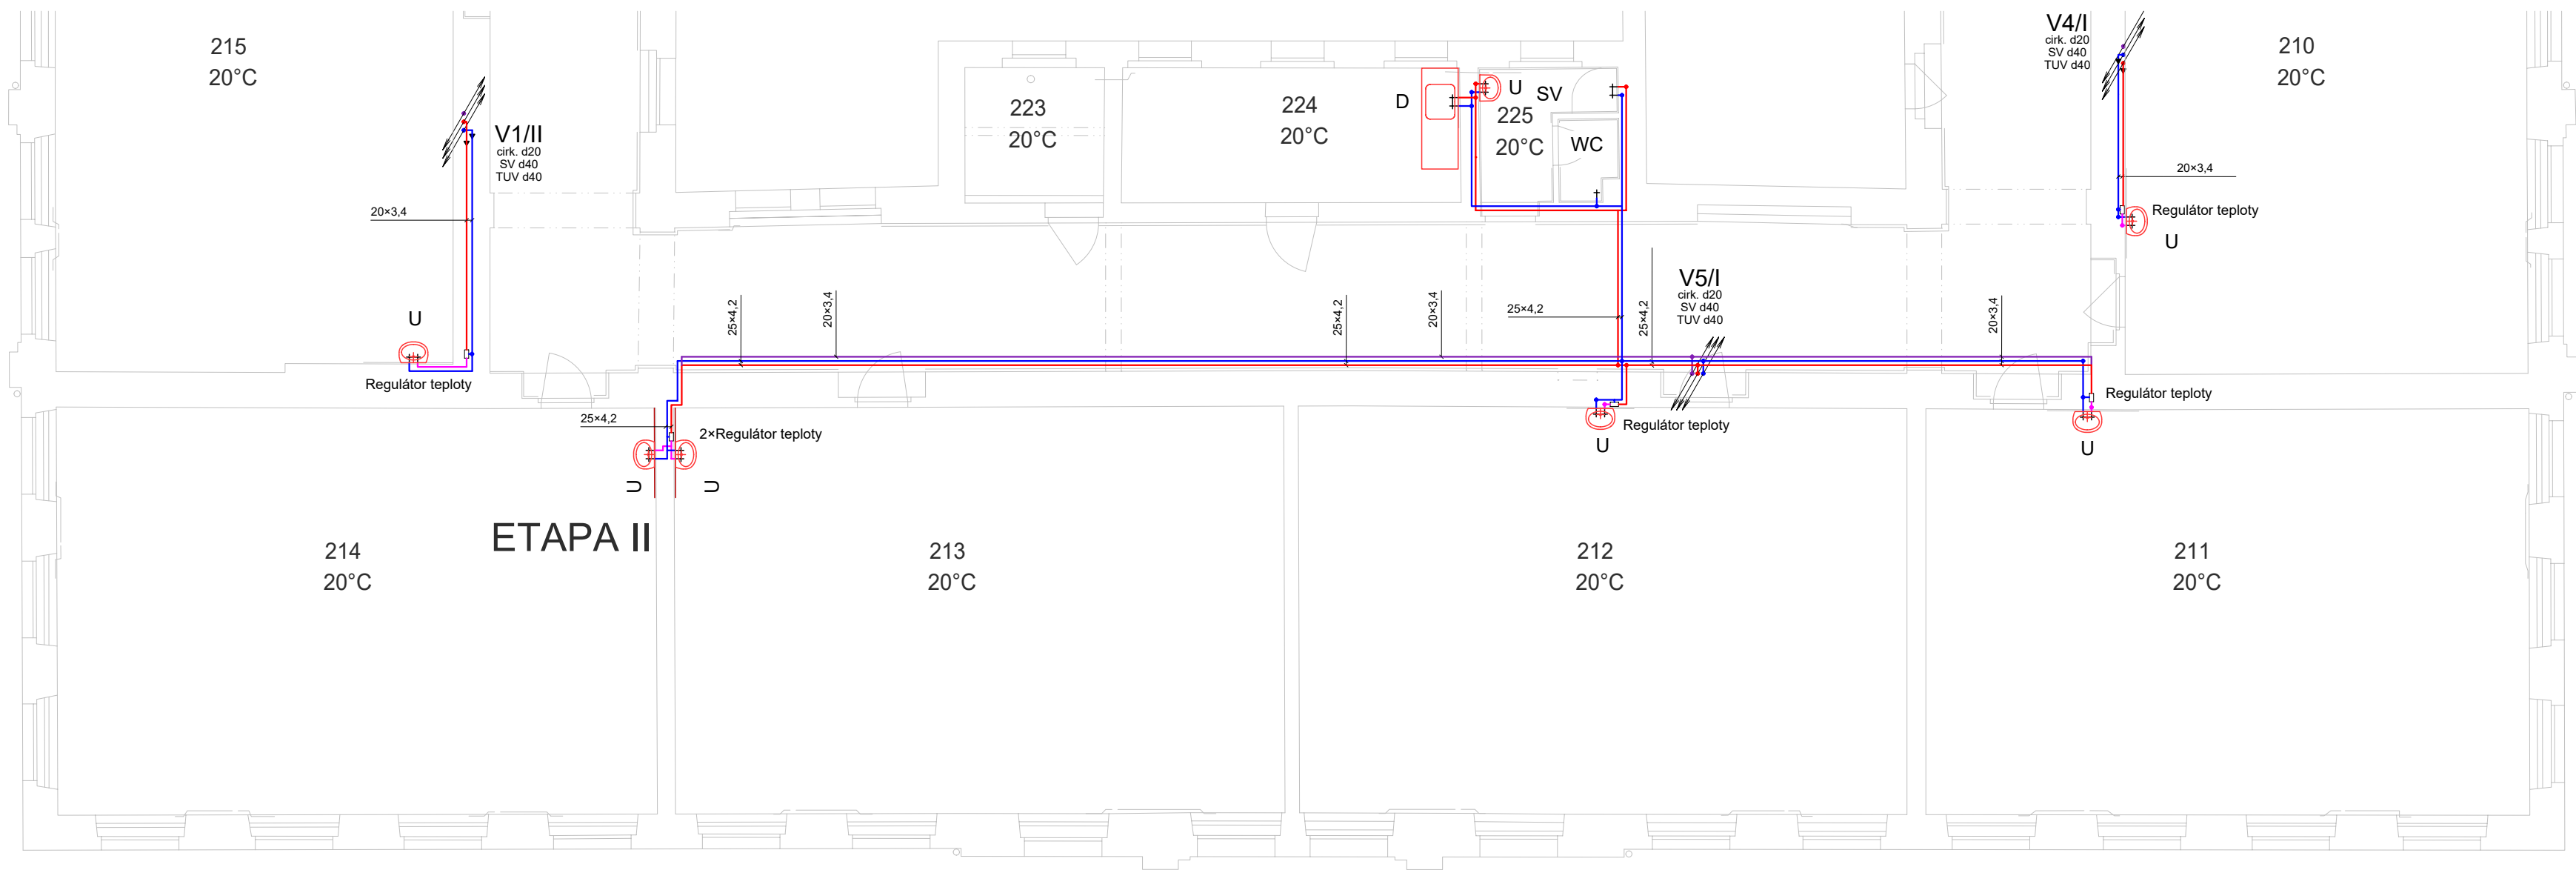 215
20°C
V1/II
cirk. d20
SV d40
TUV d40
20×3,4
U
Regulátor teploty
223
20°C
224
20°C
D
U
SV
225
20°C
WC
V4/I
cirk. d20
SV d40
TUV d40
210
20°C
20×3,4
Regulátor teploty
U
25×4,2
20×3,4
25×4,2
20×3,4
25×4,2
25×4,2
V5/I
cirk. d20
SV d40
TUV d40
20×3,4
25×4,2
2×Regulátor teploty
U
U
Regulátor teploty
U
Regulátor teploty
U
ETAPA II
214
20°C
213
20°C
212
20°C
211
20°C